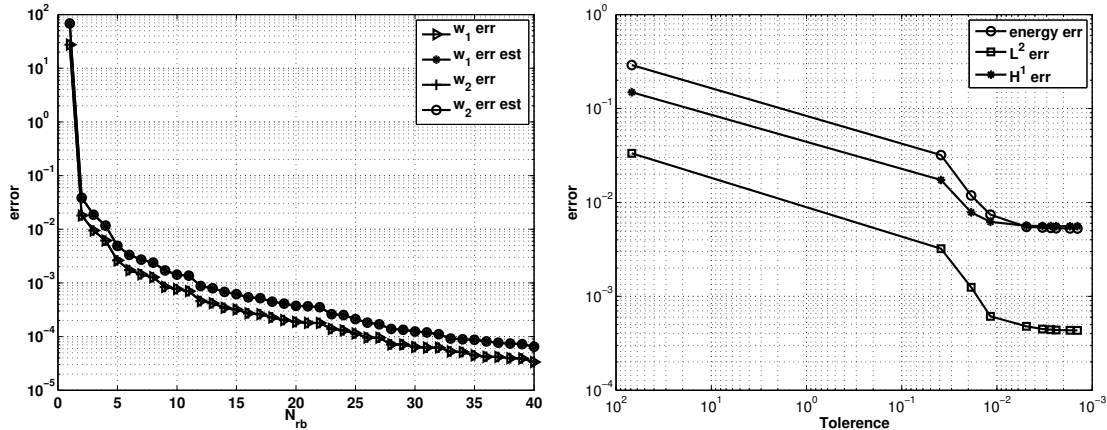 10^2
10^1
10^0
10^-1
10^-2
10^-3
10^-4
10^-5
error
0 5 10 15 20 25 30 35 40
N_rb
w_1 err
w_1 err est
w_2 err
w_2 err est
10^0
10^-1
10^-2
10^-3
10^-4
error
10^2 10^1 10^0 10^-1 10^-2 10^-3
Tolerence
energy err
L^2 err
H^1 err